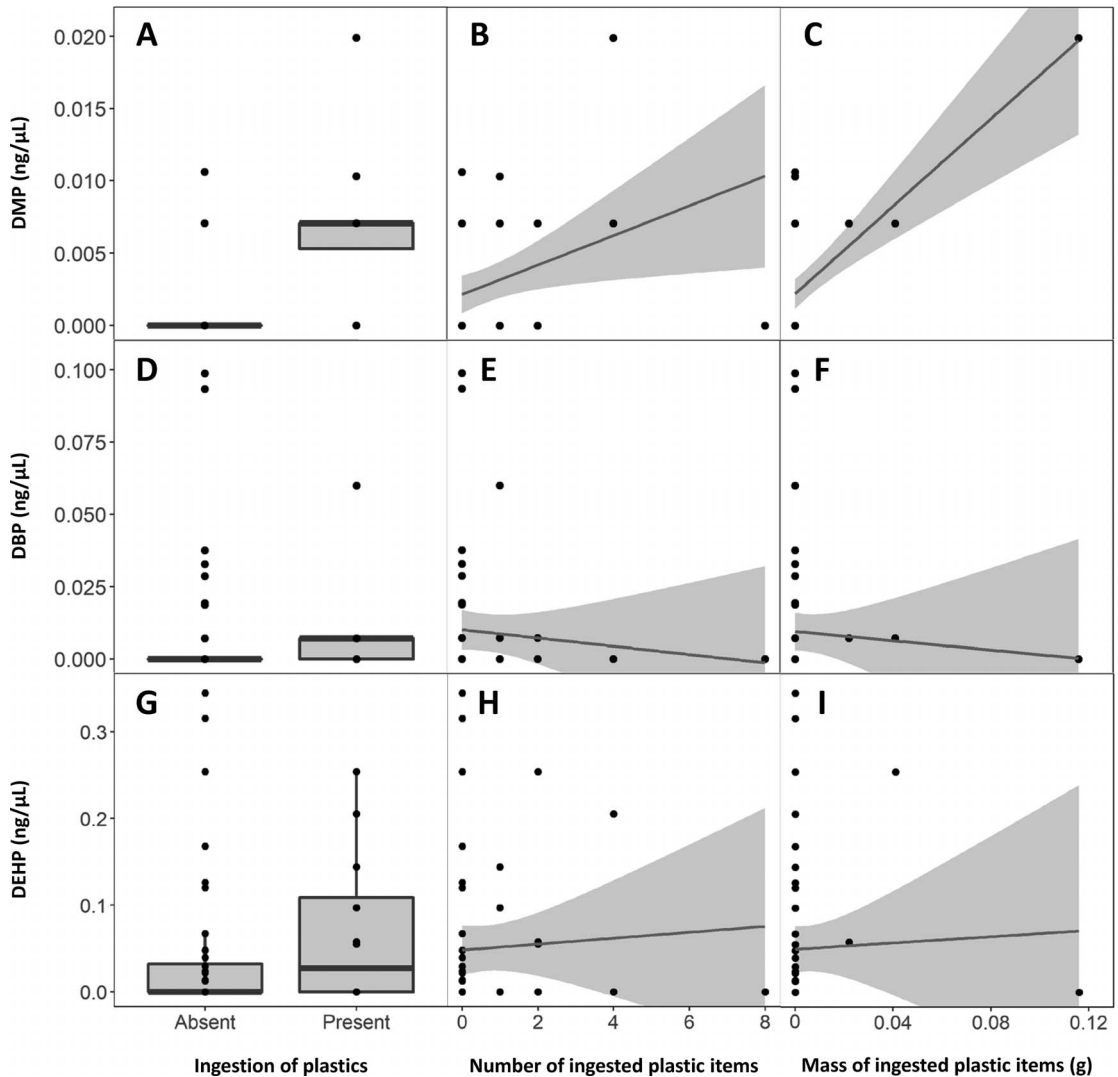 A B C
DMP (ng/µL)
0.020
0.015
0.010
0.005
0.000
D E F
DBP (ng/µL)
0.100
0.075
0.050
0.025
0.000
G H I
DEHP (ng/µL)
0.3
0.2
0.1
0.0
Absent Present 0 2 4 6 8 0 0.04 0.08 0.12
Ingestion of plastics Number of ingested plastic items Mass of ingested plastic items (g)